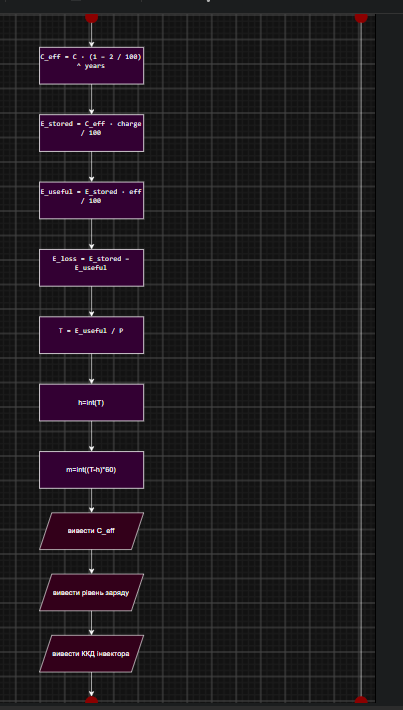 C_eff = C · (1 − 2 / 100)
^ years
E_stored = C_eff · charge
/ 100
E_useful = E_stored · eff
/ 100
E_loss = E_stored −
E_useful
T = E_useful / P
h=int(T)
m=int((T-h)*60)
вивести C_eff
вивести рівень заряду
вивести ККД інвектора